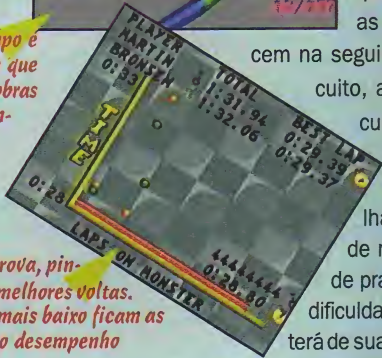 as
cem na segui
cuito, a
cu
lha
de r
de pra
dificulda
terá de sua
po é
que
obras
n-
PLAYER TOTAL BEST LAP
MARTIN 1:31.94 0:29.39
BRONSEM 1:32.06 0:29.37
0:33
TIME
0:28
LAPS ON MONSTER
44444444
0:28.80
rova, pin-
melhores voltas.
mais baixo ficam as
o desempenho